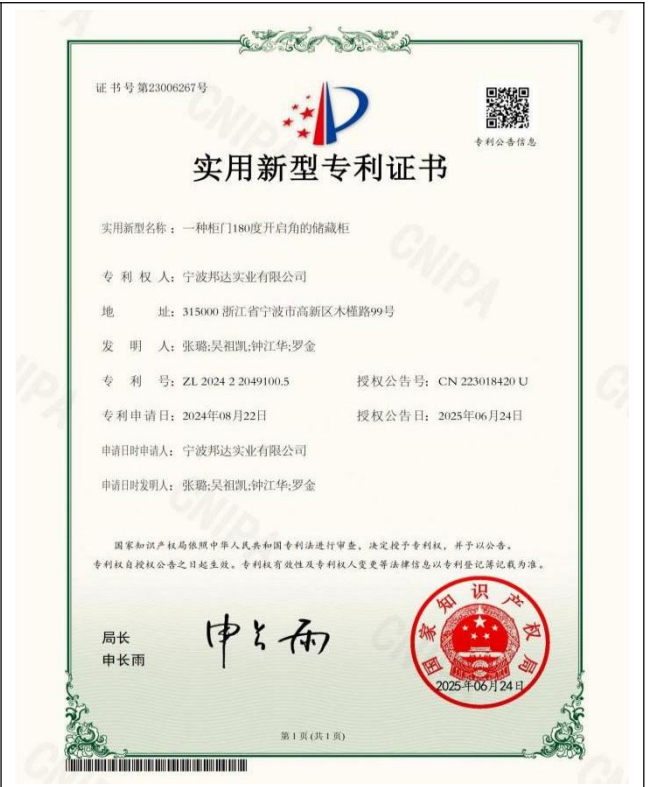 证书号第23006267号
专利公告信息
实用新型专利证书
实用新型名称：一种柜门180度开启角的储藏柜
专利权人：宁波邦达实业有限公司
地址：315000 浙江省宁波市高新区木槿路99号
发明人：张璐;吴祖凯;钟江华;罗金
专利号：ZL 2024 2 2049100.5 授权公告号：CN 223018420 U
专利申请日：2024年08月22日 授权公告日：2025年06月24日
申请日时申请人：宁波邦达实业有限公司
申请日时发明人：张璐;吴祖凯;钟江华;罗金
国家知识产权局依照中华人民共和国专利法进行审查，决定授予专利权，并予以公告。
专利权自授权公告之日起生效。专利权有效性及专利权人变更等法律信息以专利登记簿记载为准。
局长
申长雨
申长雨
国家知识产权局
2025年06月24日
第1页(共1页)
CNIPA
CNIPA
CNIPA